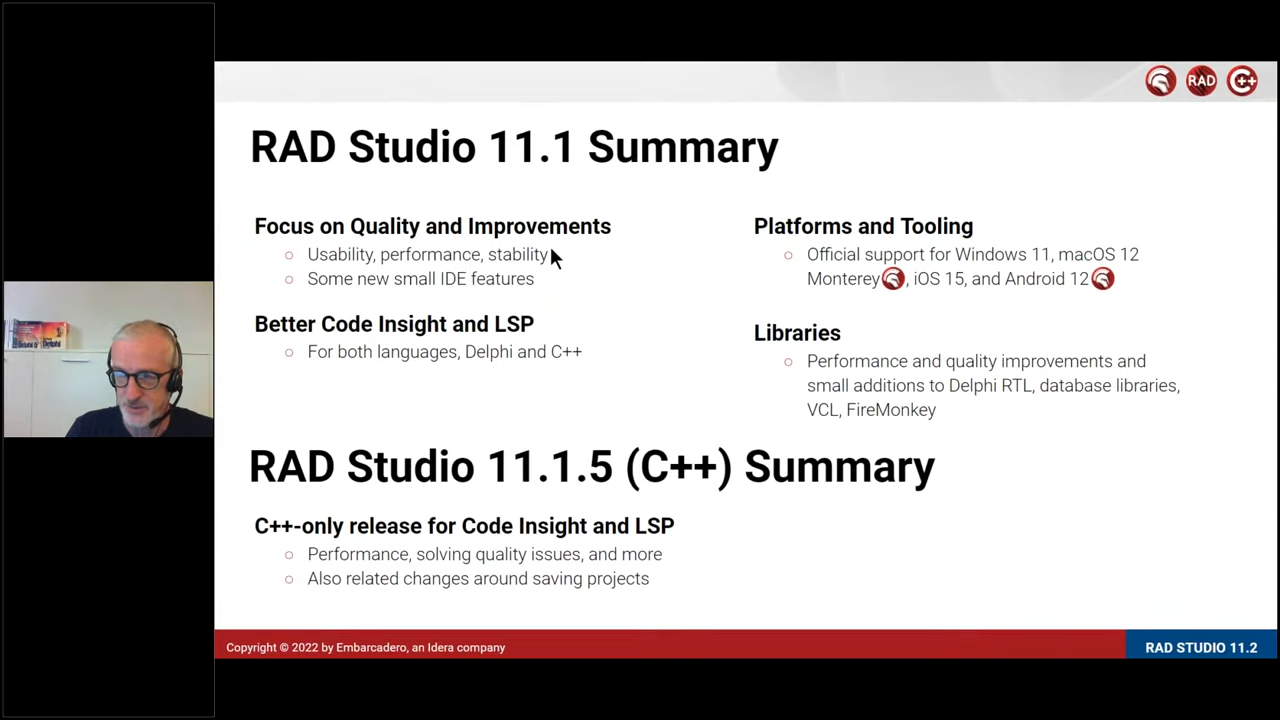 RAD
C++
RAD Studio 11.1 Summary
Focus on Quality and Improvements
Usability, performance, stability
Some new small IDE features
Better Code Insight and LSP
For both languages, Delphi and C++
Platforms and Tooling
Official support for Windows 11, macOS 12
Monterey, iOS 15, and Android 12
Libraries
Performance and quality improvements and
small additions to Delphi RTL, database libraries,
VCL, FireMonkey
RAD Studio 11.1.5 (C++) Summary
C++-only release for Code Insight and LSP
Performance, solving quality issues, and more
Also related changes around saving projects
Copyright © 2022 by Embarcadero, an Idera company
RAD STUDIO 11.2